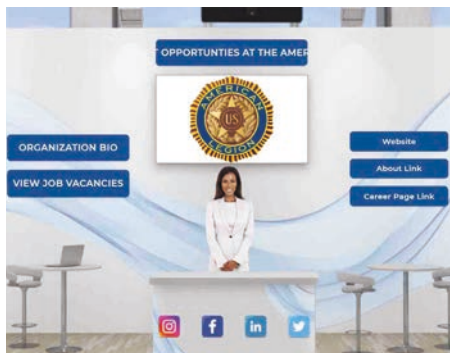 T OPPORTUNTIES AT THE AMER
AMERICAN
US
LEGION
ORGANIZATION BIO
VIEW JOB VACANCIES
Website
About Link
Career Page Link
f
in